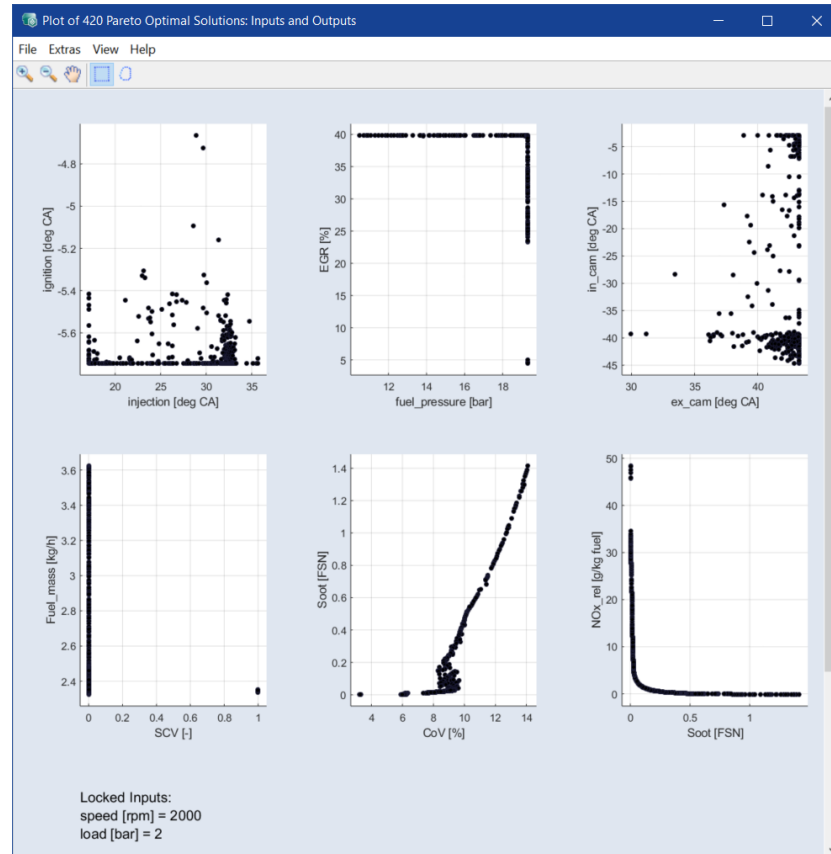 Plot of 420 Pareto Optimal Solutions: Inputs and Outputs
File Extras View Help
-4.8
-5
-5.2
-5.4
-5.6
ignition [deg CA]
20 25 30 35
injection [deg CA]
40
35
30
25
20
15
10
5
EGR [%]
12 14 16 18
fuel_pressure [bar]
-5
-10
-15
-20
-25
-30
-35
-40
-45
in_cam [deg CA]
30 35 40
ex_cam [deg CA]
3.6
3.4
3.2
3
2.8
2.6
2.4
Fuel_mass [kg/h]
0 0.2 0.4 0.6 0.8 1
SCV [-]
1.4
1.2
1
0.8
0.6
0.4
0.2
0
Soot [FSN]
4 6 8 10 12 14
CoV [%]
50
40
30
20
10
0
NOx_rel [g/kg fuel]
0 0.5 1
Soot [FSN]
Locked Inputs:
speed [rpm] = 2000
load [bar] = 2